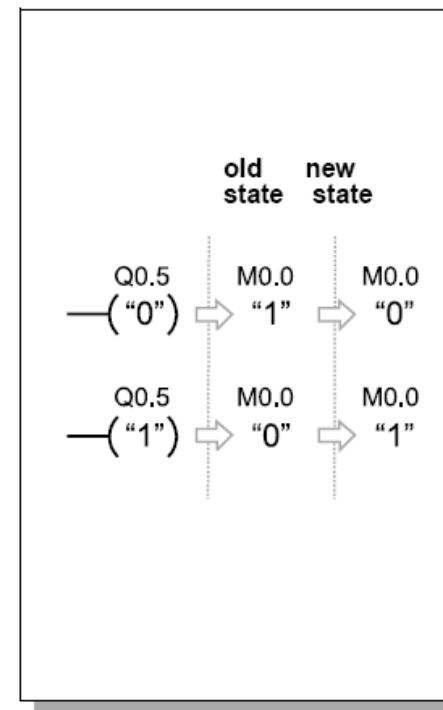 old new
state state
Q0.5 M0.0 M0.0
(“0”) “1” “0”
Q0.5 M0.0 M0.0
(“1”) “0” “1”